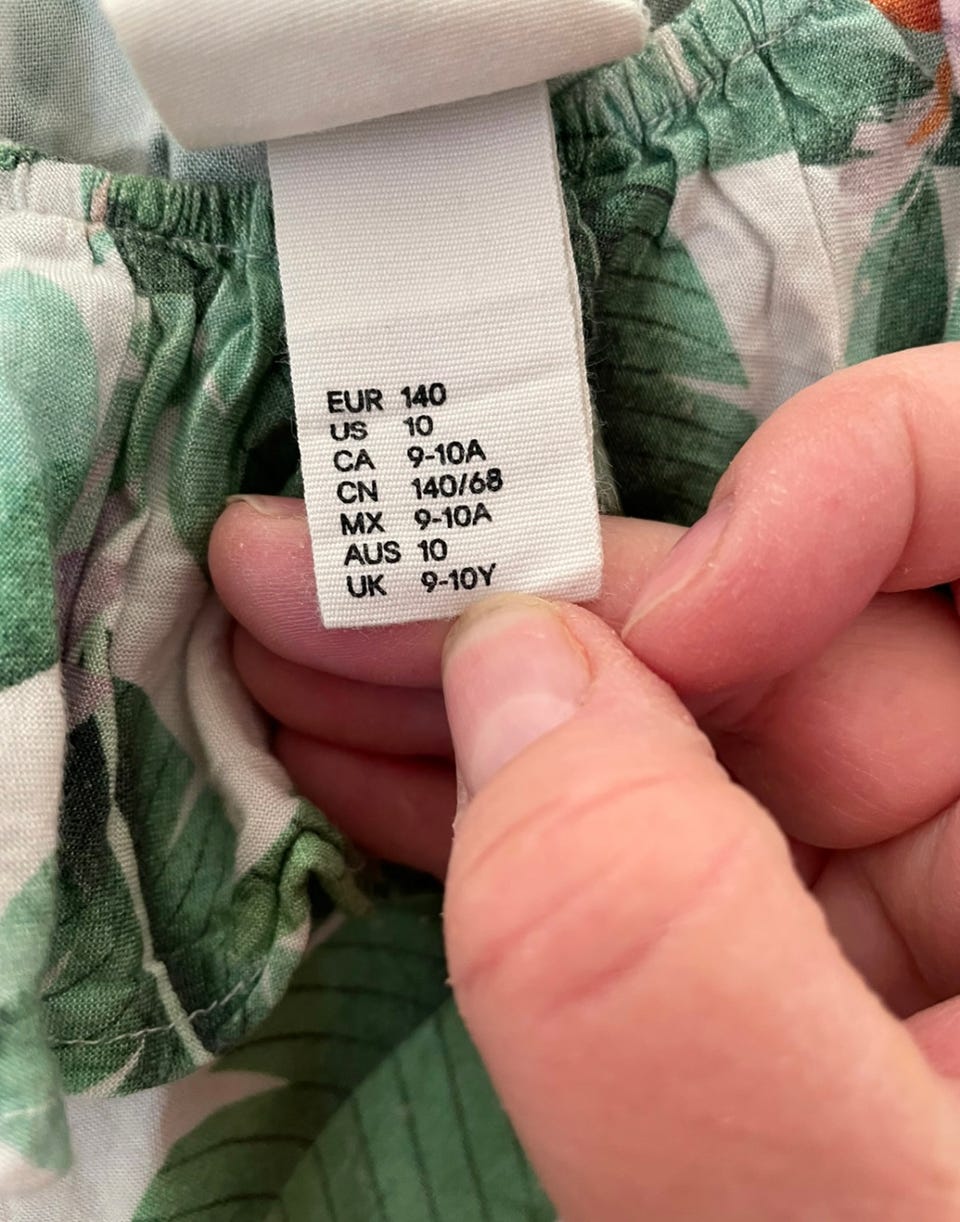 EUR 140
US 10
CA 9-10A
CN 140/68
MX 9-10A
AUS 10
UK 9-10Y